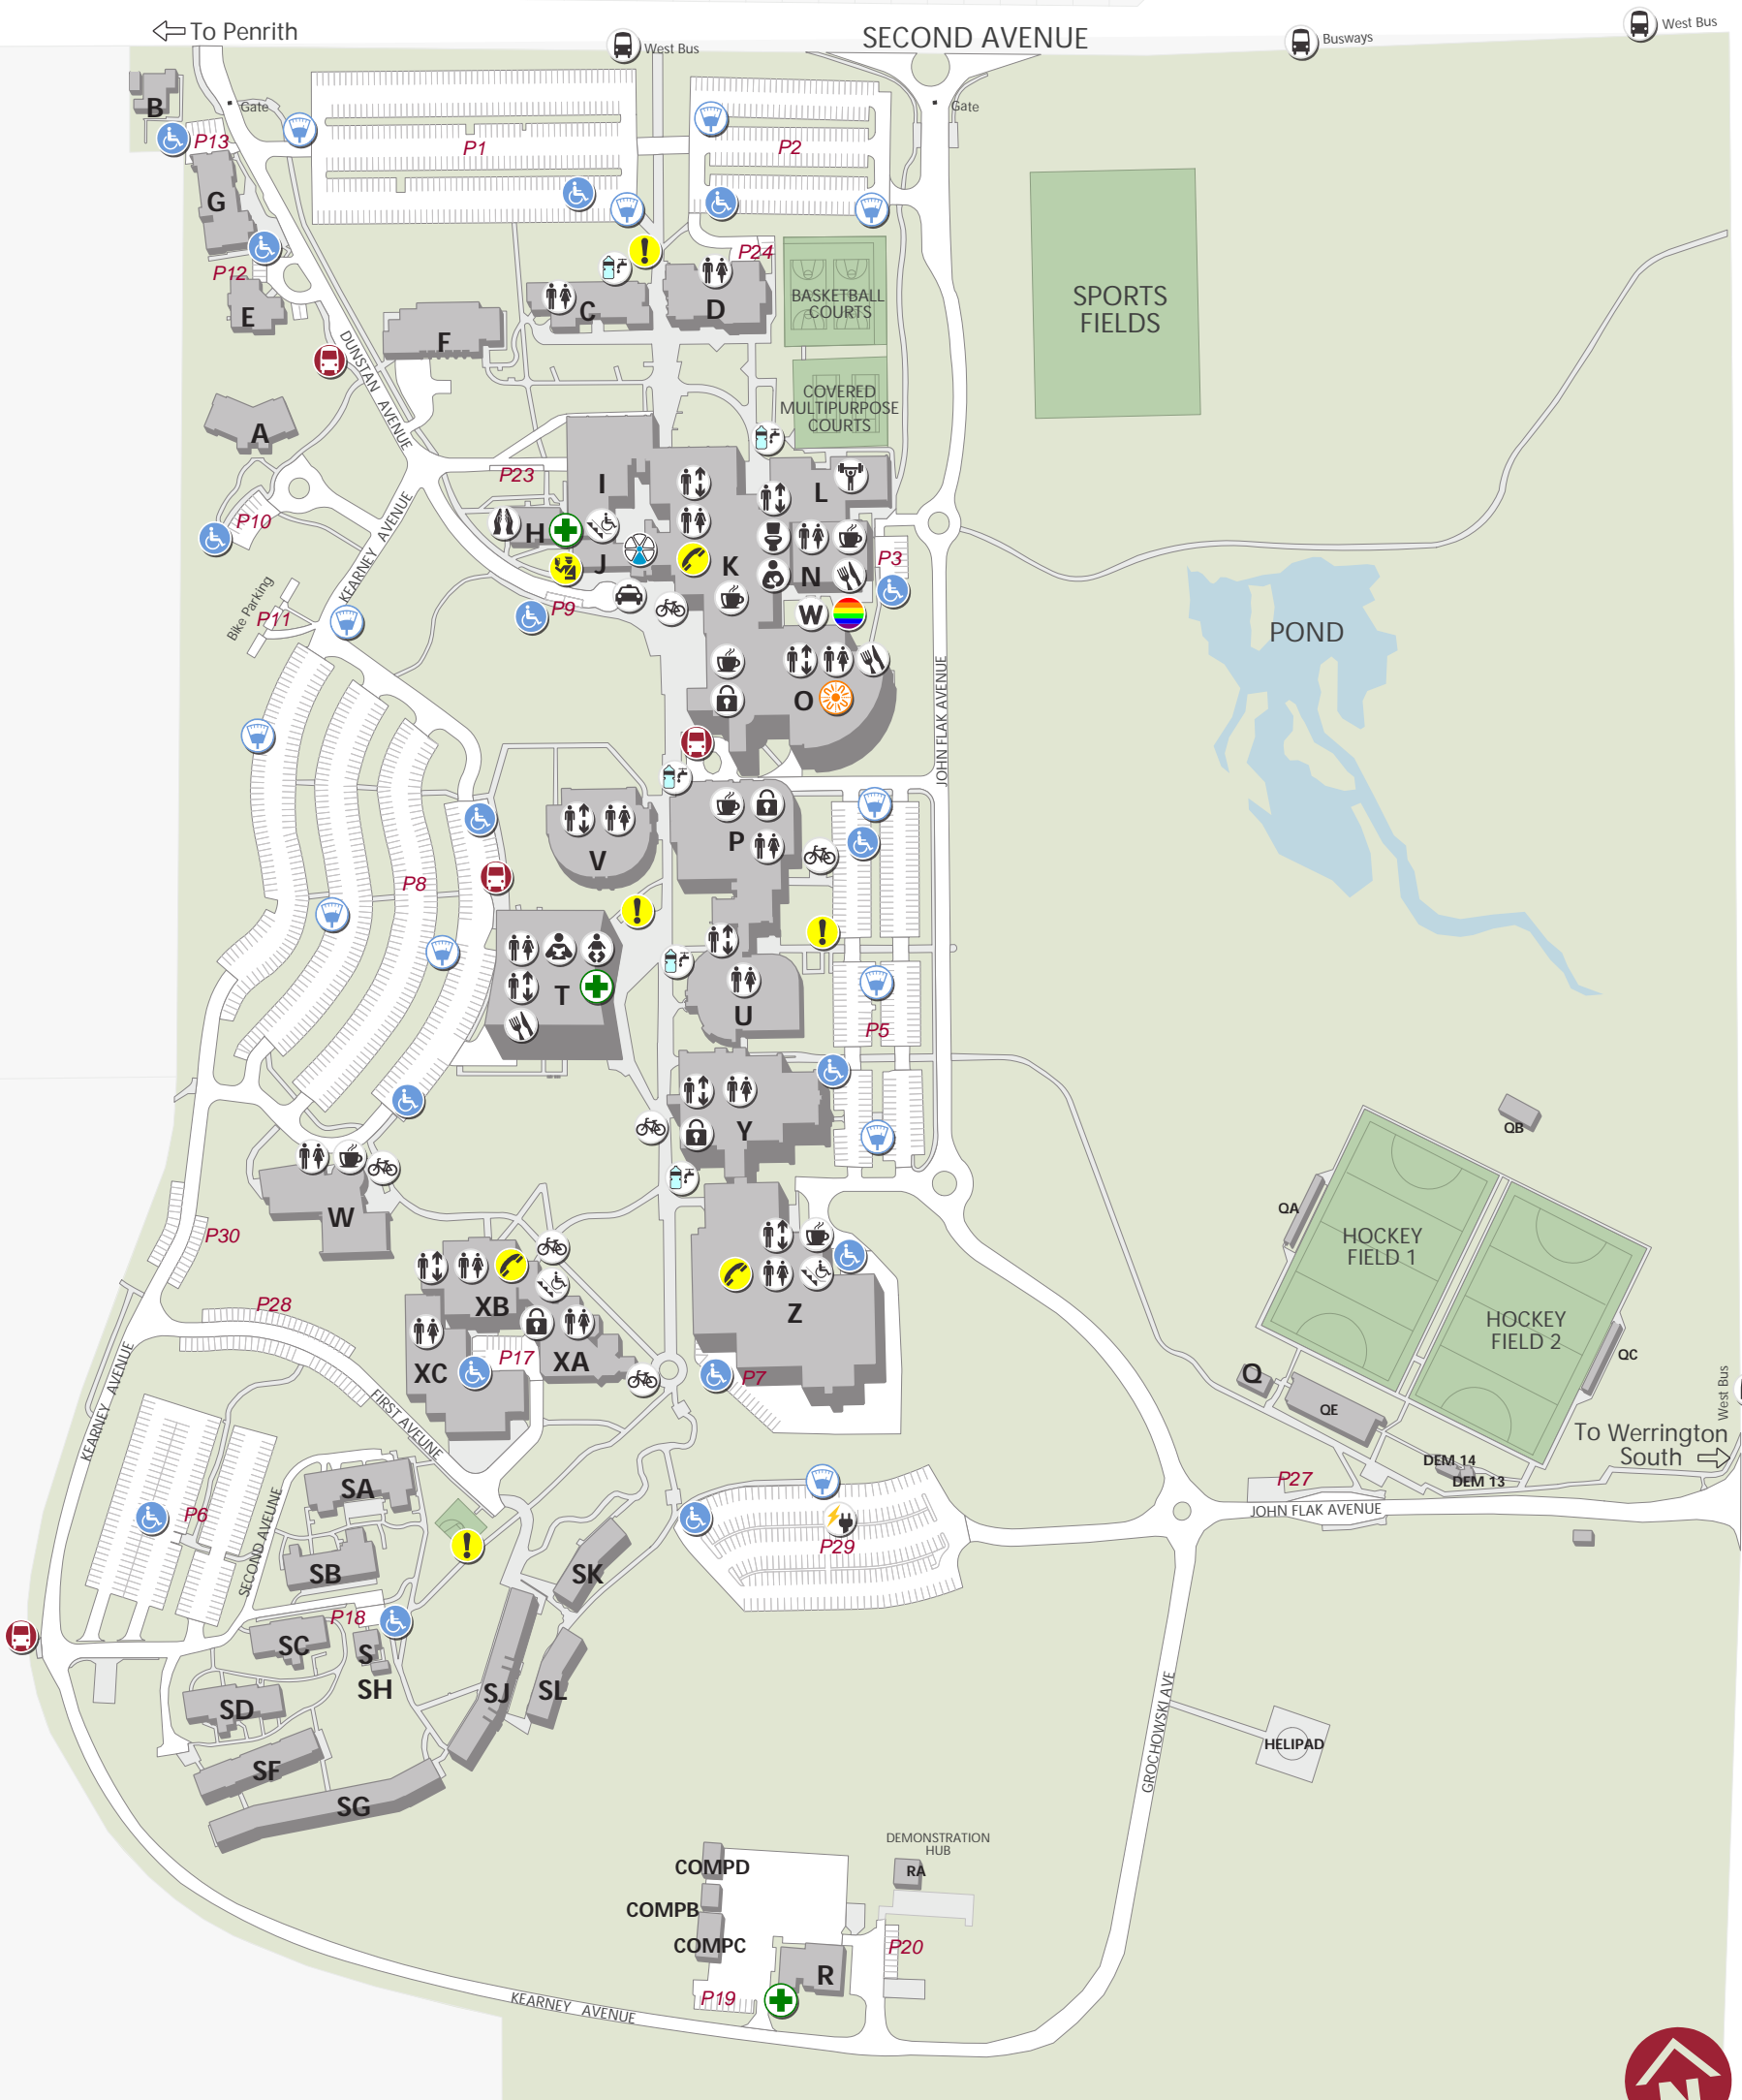 To Penrith
West Bus
SECOND AVENUE
Busways
West Bus
B
Gate
Gate
P13
P1
P2
G
P24
P12
E
C
D
BASKETBALL
COURTS
SPORTS
FIELDS
F
DUNSTAN AVENUE
A
COVERED
MULTIPURPOSE
COURTS
P23
I
L
P10
KEARNEY AVENUE
H
J
K
N
P3
Bike Parking
P11
P9
W
POND
O
JOHN FLAK AVENUE
V
P
P8
T
U
P5
Y
QB
W
QA
P30
HOCKEY
FIELD 1
HOCKEY
FIELD 2
P28
XB
Z
XC
P17
XA
P7
Q
QC
QE
KEARNEY AVENUE
FIRST AVEUNE
West Bus
To Werrington
South
DEM 14
DEM 13
P27
JOHN FLAK AVENUE
SA
P6
SECOND AVEUNE
SB
SK
P29
P18
SC
S
SH
SD
SJ
SL
SF
SG
GROCHOWSKI AVE
HELIPAD
DEMONSTRATION
HUB
COMPD
RA
COMPB
COMPC
P20
R
P19
KEARNEY AVENUE
N